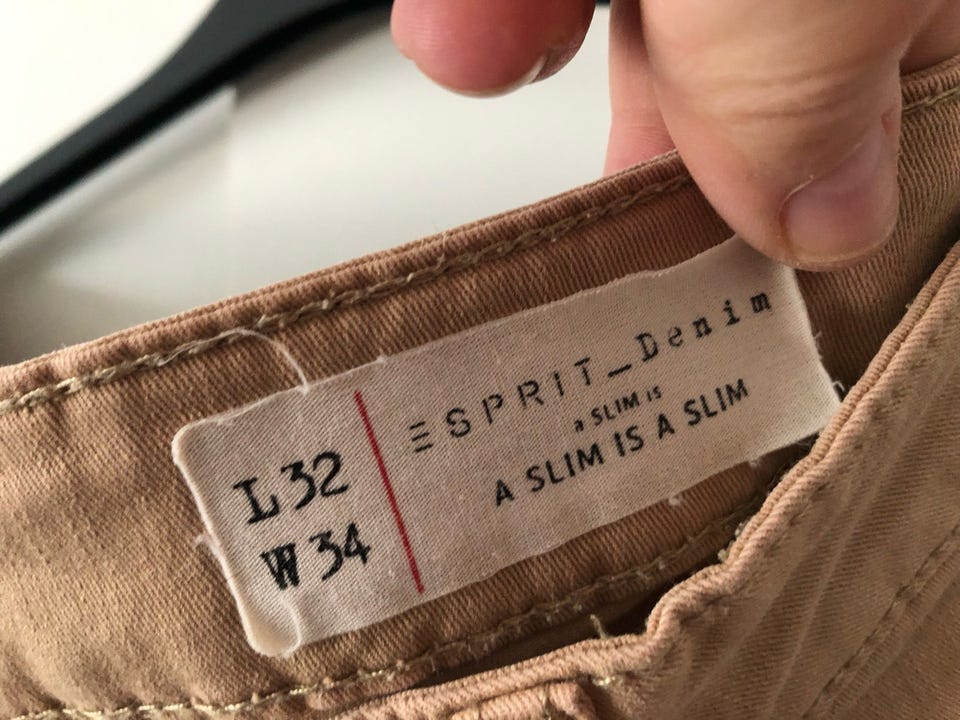 L32
W34
ESPRIT_Denim
a SLIM IS
A SLIM IS A SLIM